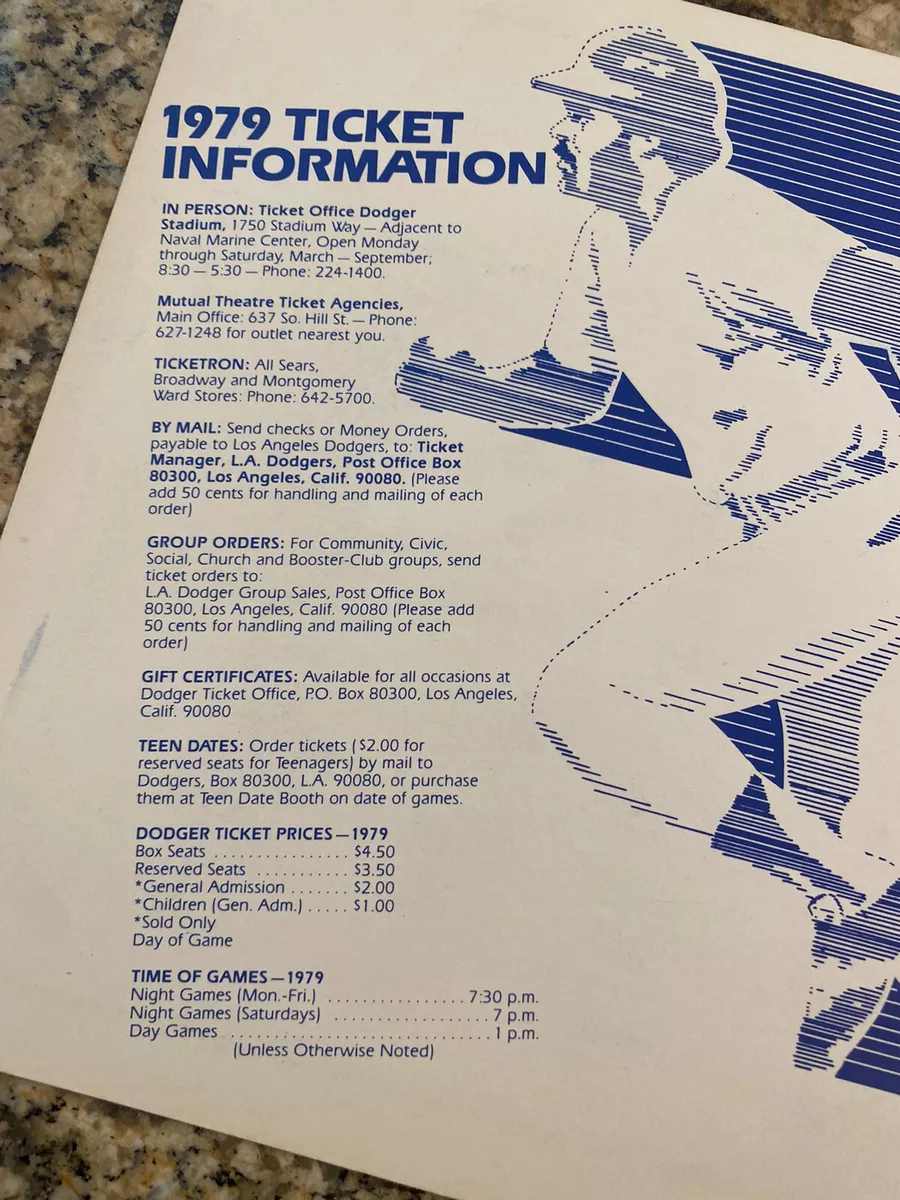 1979 TICKET
INFORMATION
IN PERSON: Ticket Office Dodger
Stadium, 1750 Stadium Way — Adjacent to
Naval Marine Center, Open Monday
through Saturday, March — September;
8:30 — 5:30 — Phone: 224-1400.
Mutual Theatre Ticket Agencies,
Main Office: 637 So. Hill St. — Phone:
627-1248 for outlet nearest you.
TICKETRON: All Sears,
Broadway and Montgomery
Ward Stores: Phone: 642-5700.
BY MAIL: Send checks or Money Orders,
payable to Los Angeles Dodgers, to: Ticket
Manager, L.A. Dodgers, Post Office Box
80300, Los Angeles, Calif. 90080. (Please
add 50 cents for handling and mailing of each
order)
GROUP ORDERS: For Community, Civic,
Social, Church and Booster-Club groups, send
ticket orders to:
L.A. Dodger Group Sales, Post Office Box
80300, Los Angeles, Calif. 90080 (Please add
50 cents for handling and mailing of each
order)
GIFT CERTIFICATES: Available for all occasions at
Dodger Ticket Office, P.O. Box 80300, Los Angeles,
Calif. 90080
TEEN DATES: Order tickets ($2.00 for
reserved seats for Teenagers) by mail to
Dodgers, Box 80300, L.A. 90080, or purchase
them at Teen Date Booth on date of games.
DODGER TICKET PRICES — 1979
Box Seats ................ $4.50
Reserved Seats ........... $3.50
*General Admission ....... $2.00
*Children (Gen. Adm.) ..... $1.00
*Sold Only
Day of Game
TIME OF GAMES — 1979
Night Games (Mon.-Fri.) ................ 7:30 p.m.
Night Games (Saturdays) .................. 7 p.m.
Day Games .............................. 1 p.m.
(Unless Otherwise Noted)